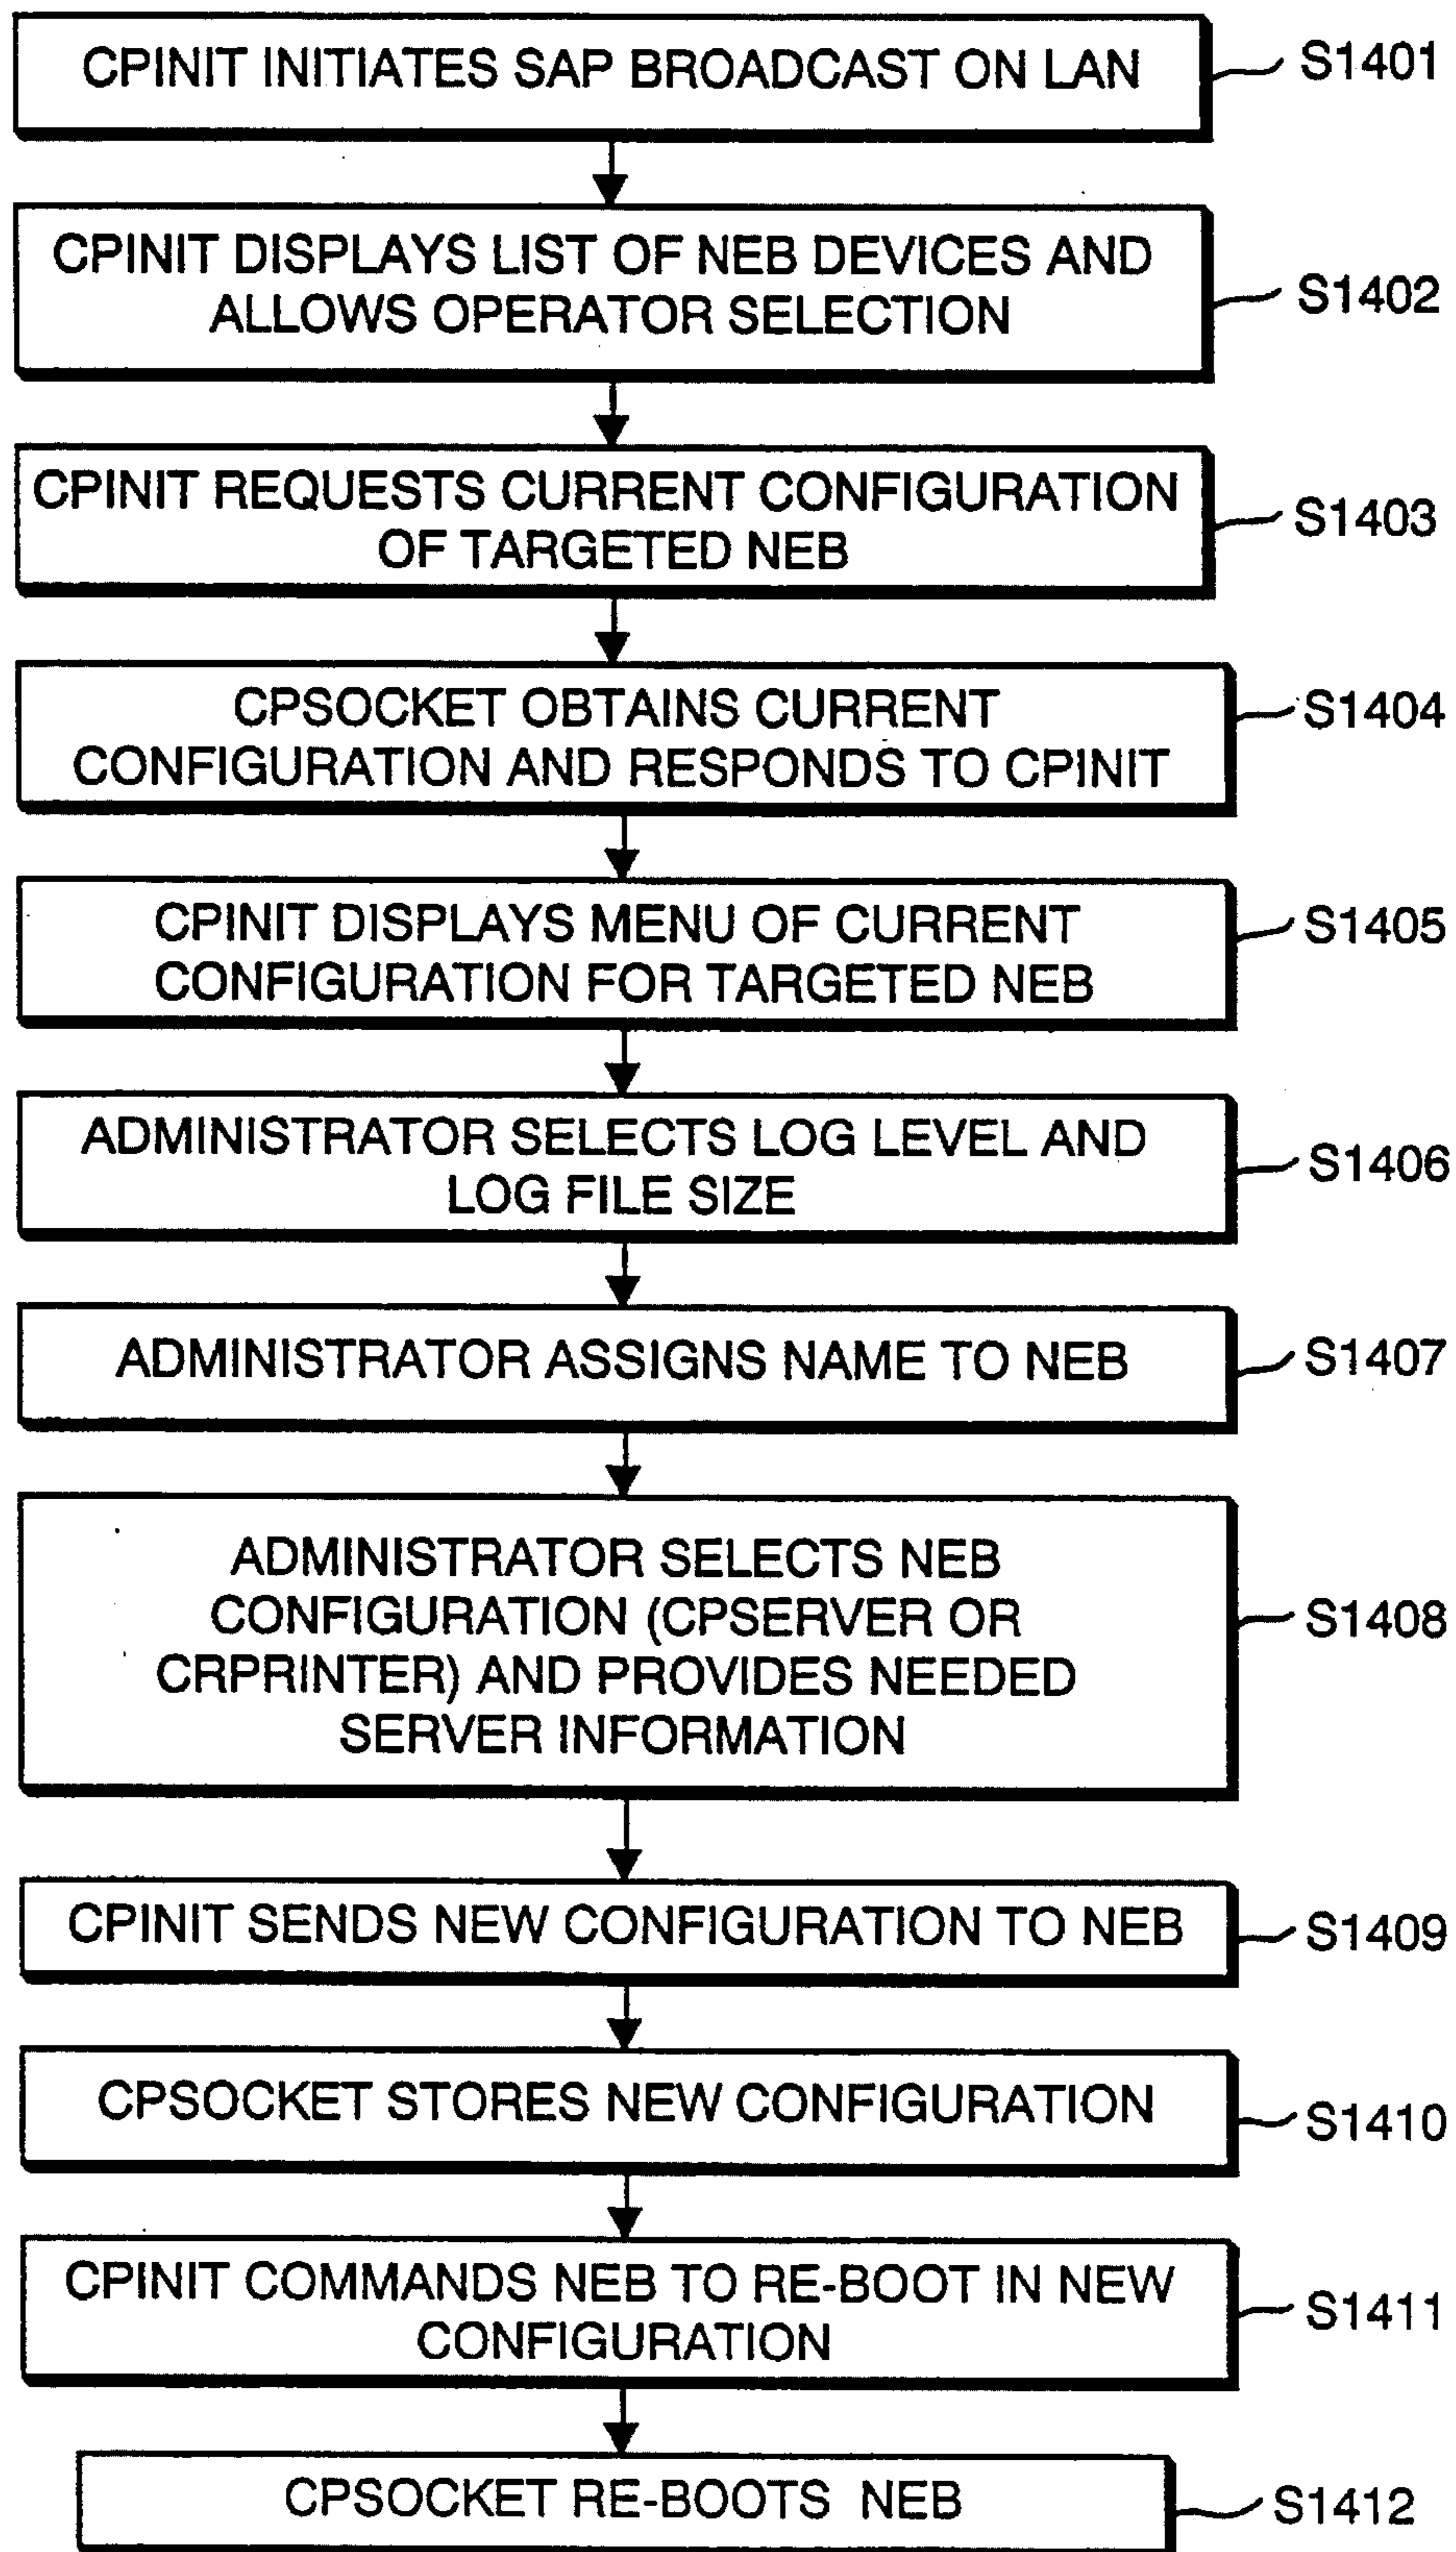 CPINIT INITIATES SAP BROADCAST ON LAN
S1401
CPINIT DISPLAYS LIST OF NEB DEVICES AND
ALLOWS OPERATOR SELECTION
S1402
CPINIT REQUESTS CURRENT CONFIGURATION
OF TARGETED NEB
S1403
CPSOCKET OBTAINS CURRENT
CONFIGURATION AND RESPONDS TO CPINIT
S1404
CPINIT DISPLAYS MENU OF CURRENT
CONFIGURATION FOR TARGETED NEB
S1405
ADMINISTRATOR SELECTS LOG LEVEL AND
LOG FILE SIZE
S1406
ADMINISTRATOR ASSIGNS NAME TO NEB
S1407
ADMINISTRATOR SELECTS NEB
CONFIGURATION (CPSERVER OR
CRPRINTER) AND PROVIDES NEEDED
SERVER INFORMATION
S1408
CPINIT SENDS NEW CONFIGURATION TO NEB
S1409
CPSOCKET STORES NEW CONFIGURATION
S1410
CPINIT COMMANDS NEB TO RE-BOOT IN NEW
CONFIGURATION
S1411
CPSOCKET RE-BOOTS NEB
S1412